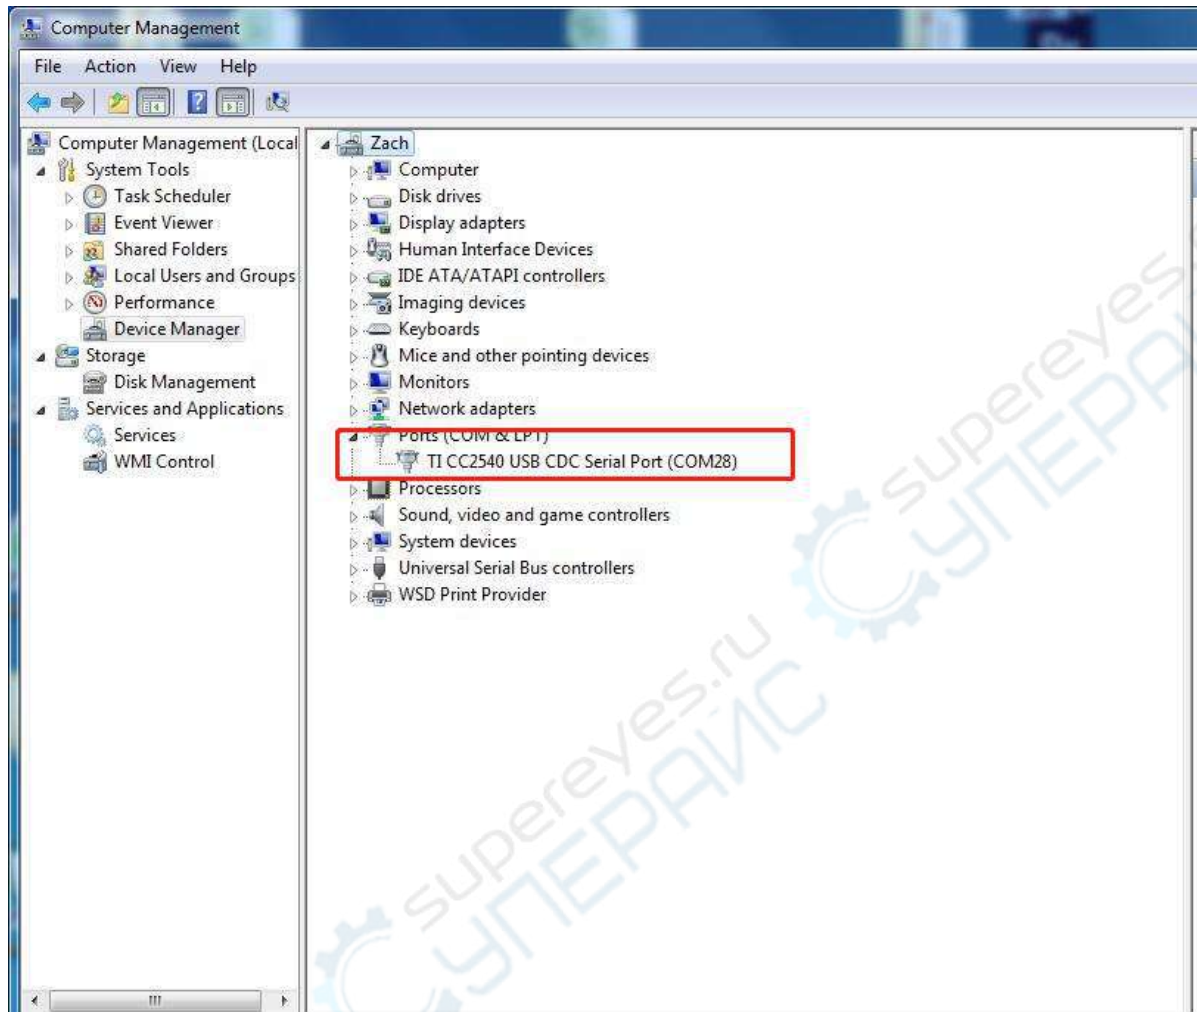 Computer Management
File Action View Help
Computer Management (Local
System Tools
Task Scheduler
Event Viewer
Shared Folders
Local Users and Groups
Performance
Device Manager
Storage
Disk Management
Services and Applications
Services
WMI Control
Zach
Computer
Disk drives
Display adapters
Human Interface Devices
IDE ATA/ATAPI controllers
Imaging devices
Keyboards
Mice and other pointing devices
Monitors
Network adapters
Ports (COM & LPT)
TI CC2540 USB CDC Serial Port (COM28)
Processors
Sound, video and game controllers
System devices
Universal Serial Bus controllers
WSD Print Provider
supereyes.ru
СУПЕРАЙС
supereyes.
СУПЕРА